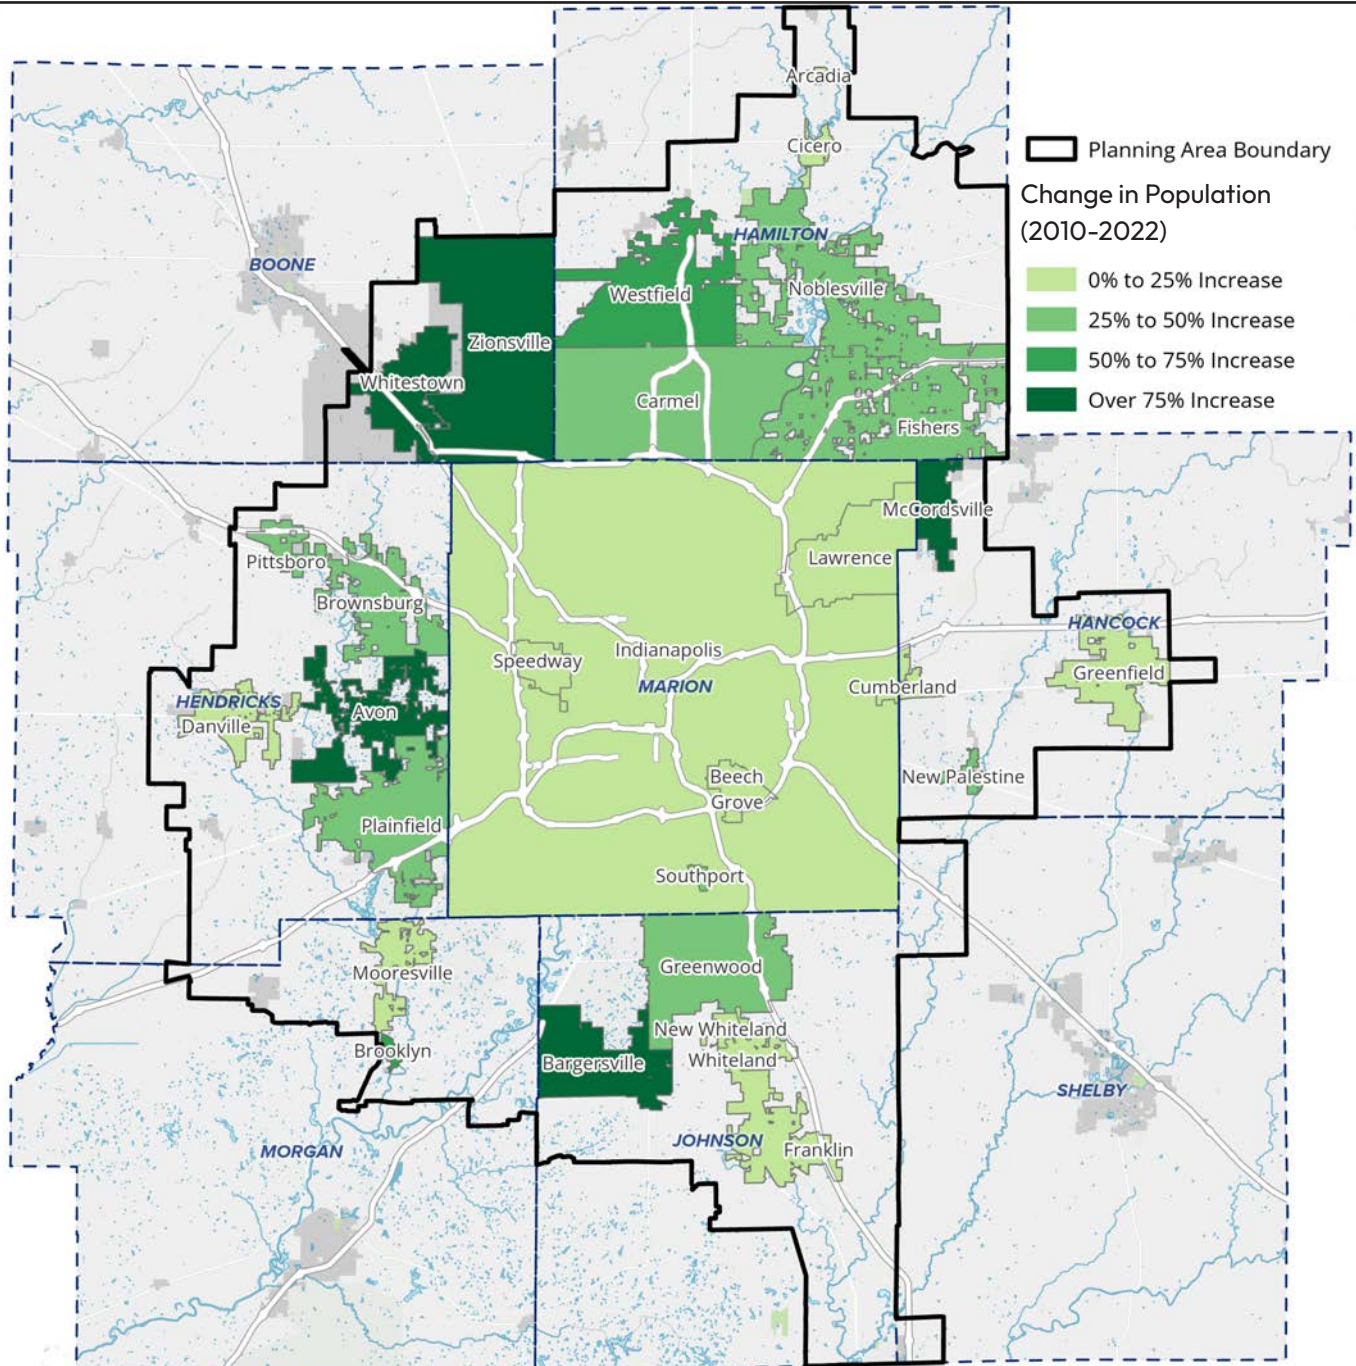 Arcadia
Cicero
Planning Area Boundary
Change in Population
(2010-2022)
0% to 25% Increase
25% to 50% Increase
50% to 75% Increase
Over 75% Increase
HAMILTON
BOONE
Westfield
Noblesville
Zionsville
Whitestown
Carmel
Fishers
McCordsville
Lawrence
Pittsboro
Brownsburg
Speedway
Indianapolis
MARION
HANCOCK
Greenfield
Cumberland
HENDRICKS
Danville
Avon
Beech
Grove
New Palestine
Plainfield
Southport
Mooresville
Greenwood
New Whiteland
Whiteland
Brooklyn
Bargersville
SHELBY
MORGAN
JOHNSON
Franklin